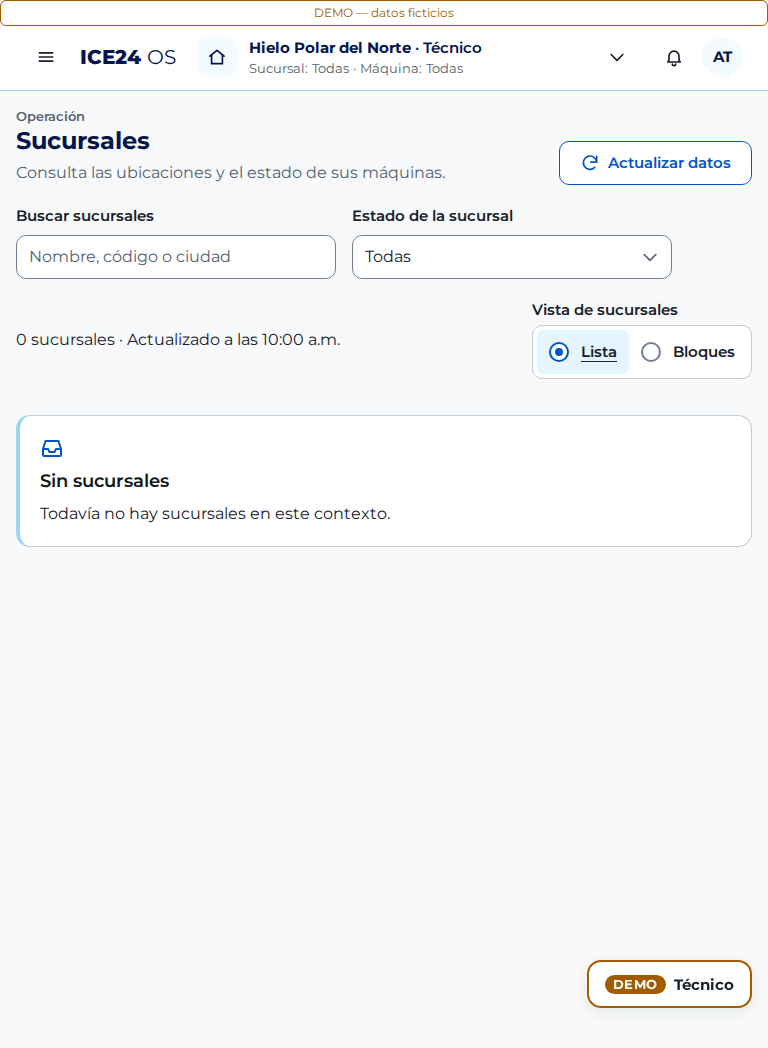 DEMO — datos ficticios
ICE24 OS
Hielo Polar del Norte · Técnico
Sucursal: Todas · Máquina: Todas
AT
Operación
Sucursales
Consulta las ubicaciones y el estado de sus máquinas.
Actualizar datos
Buscar sucursales
Estado de la sucursal
Nombre, código o ciudad
Todas
Vista de sucursales
0 sucursales · Actualizado a las 10:00 a.m.
Lista
Bloques
Sin sucursales
Todavía no hay sucursales en este contexto.
DEMO Técnico